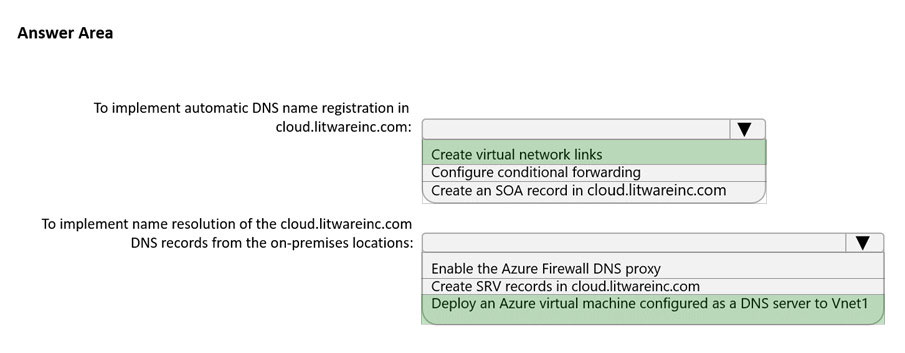 Answer Area
To implement automatic DNS name registration in
cloud.litwareinc.com:
Create virtual network links
Configure conditional forwarding
Create an SOA record in cloud.litwareinc.com
To implement name resolution of the cloud.litwareinc.com
DNS records from the on-premises locations:
Enable the Azure Firewall DNS proxy
Create SRV records in cloud.litwareinc.com
Deploy an Azure virtual machine configured as a DNS server to Vnet1